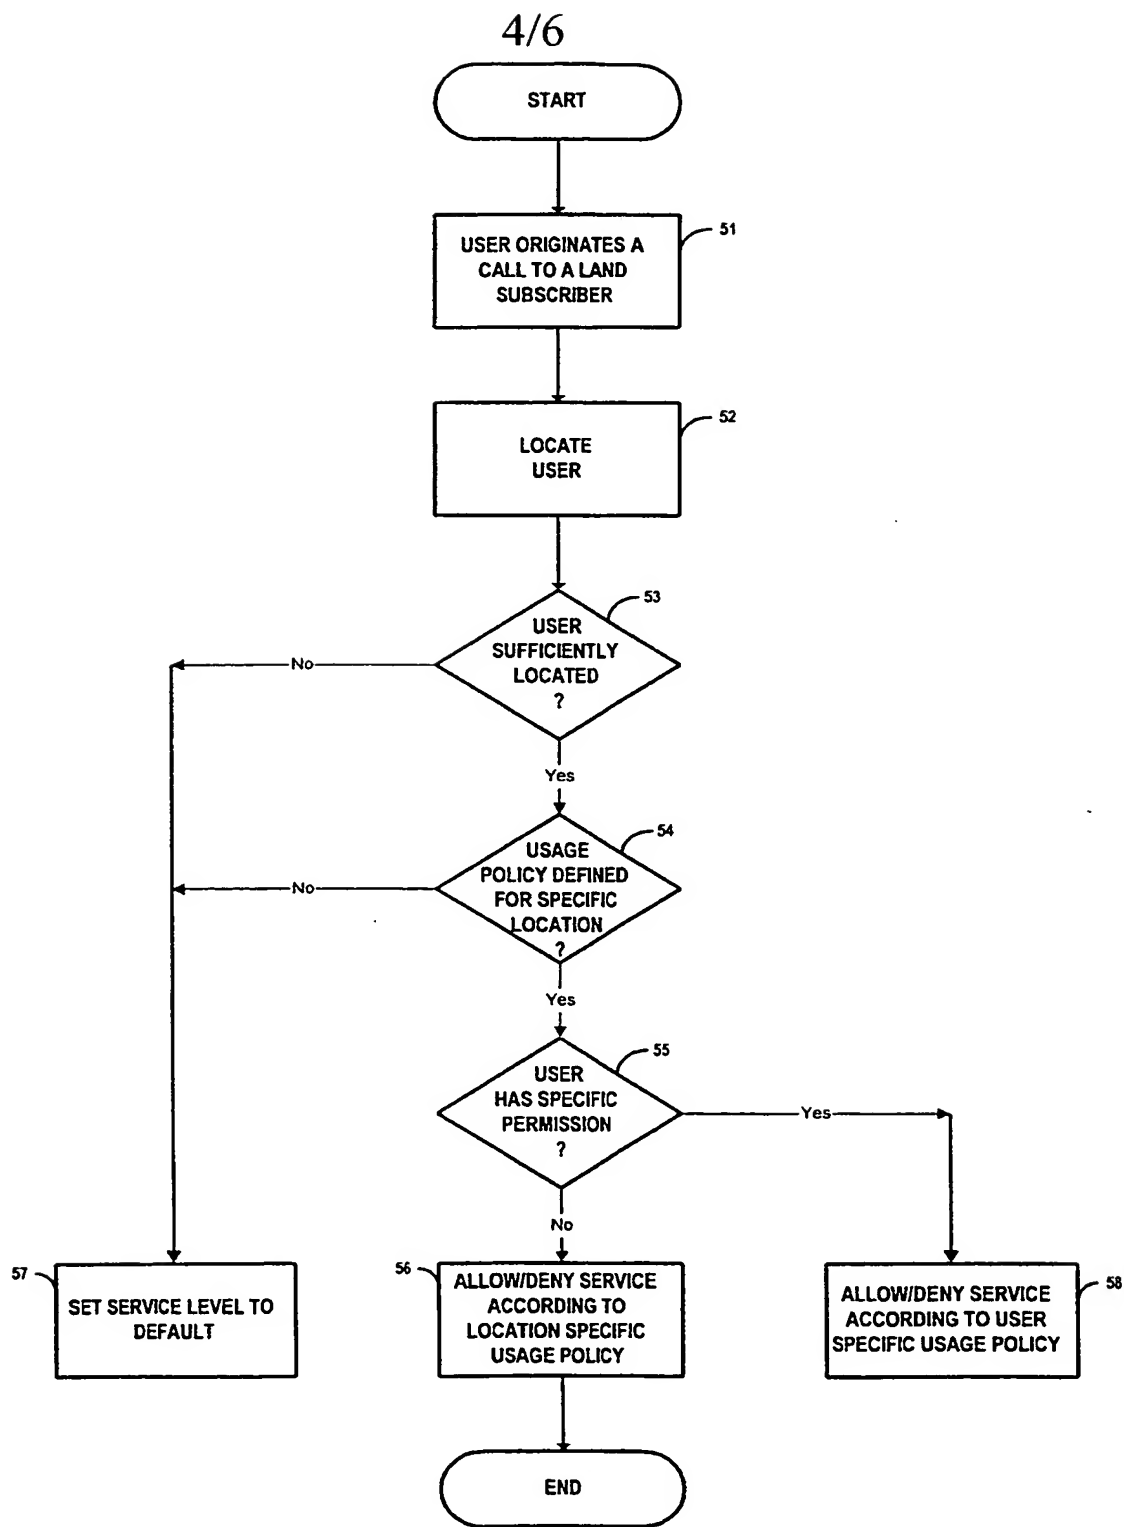 4/6
START
51
USER ORIGINATES A
CALL TO A LAND
SUBSCRIBER
52
LOCATE
USER
53
USER
SUFFICIENTLY
LOCATED
?
No
Yes
54
USAGE
POLICY DEFINED
FOR SPECIFIC
LOCATION
?
No
Yes
55
USER
HAS SPECIFIC
PERMISSION
?
Yes
No
57
SET SERVICE LEVEL TO
DEFAULT
56
ALLOW/DENY SERVICE
ACCORDING TO
LOCATION SPECIFIC
USAGE POLICY
58
ALLOW/DENY SERVICE
ACCORDING TO USER
SPECIFIC USAGE POLICY
END